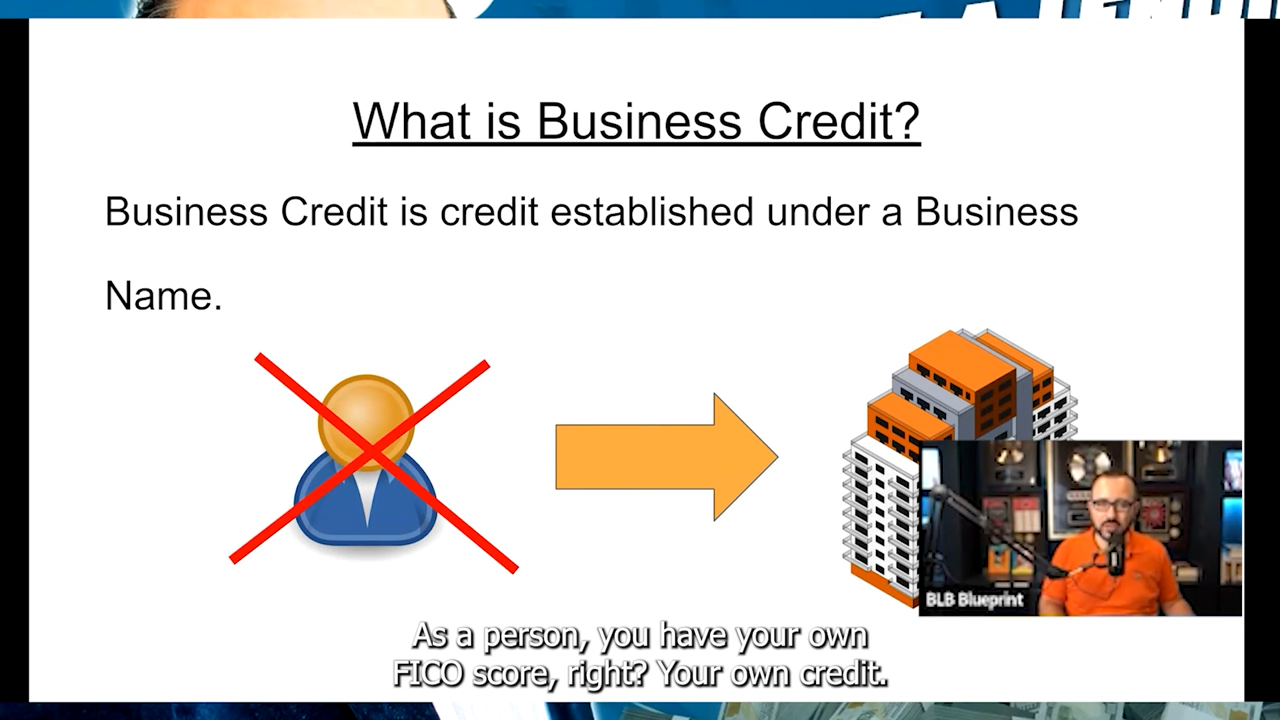 What is Business Credit?
Business Credit is credit established under a Business
Name.
BLB Blueprint
As a person, you have your own
FICO score, right? Your own credit.